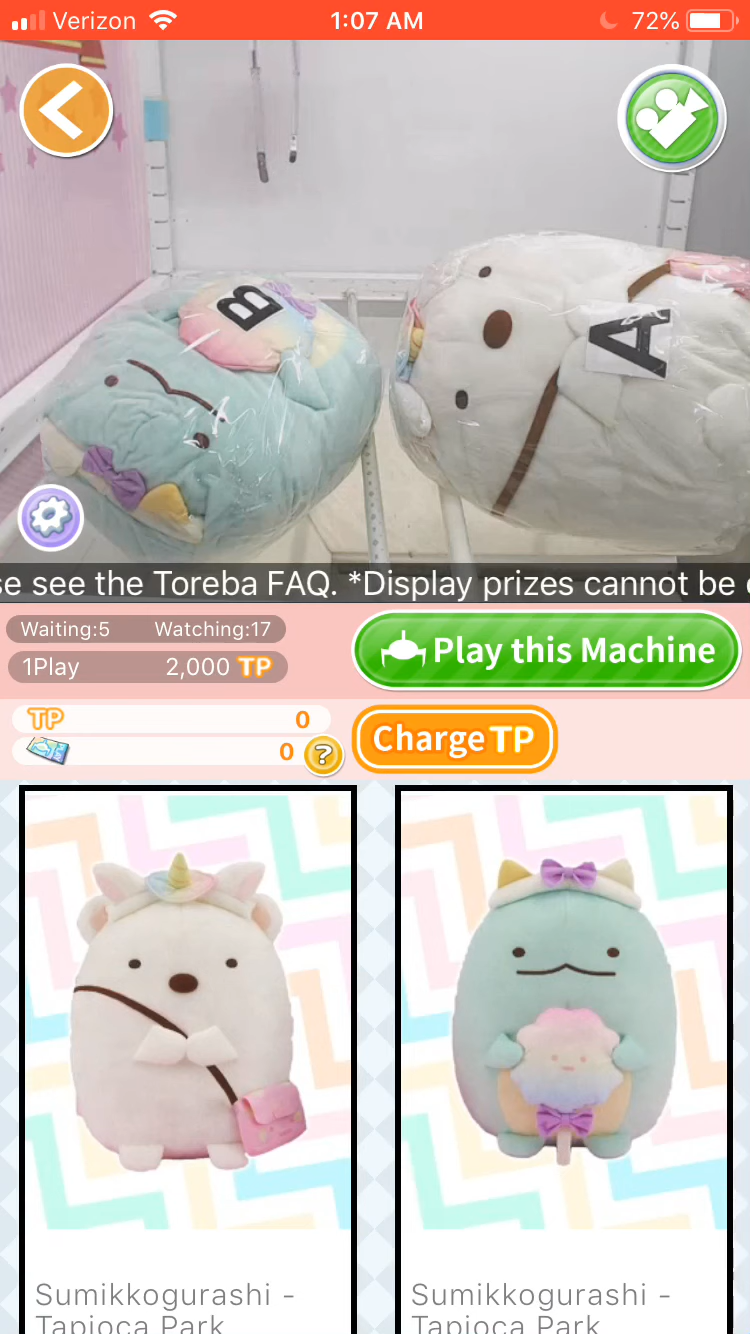 Verizon 1:07 AM 72%
B
A
se see the Toreba FAQ. *Display prizes cannot be
Waiting:5 Watching:17
Play this Machine
1Play 2,000 TP
TP 0
Charge TP
0 ?
Sumikkogurashi -
Tapioca Park
Sumikkogurashi -
Tapioca Park